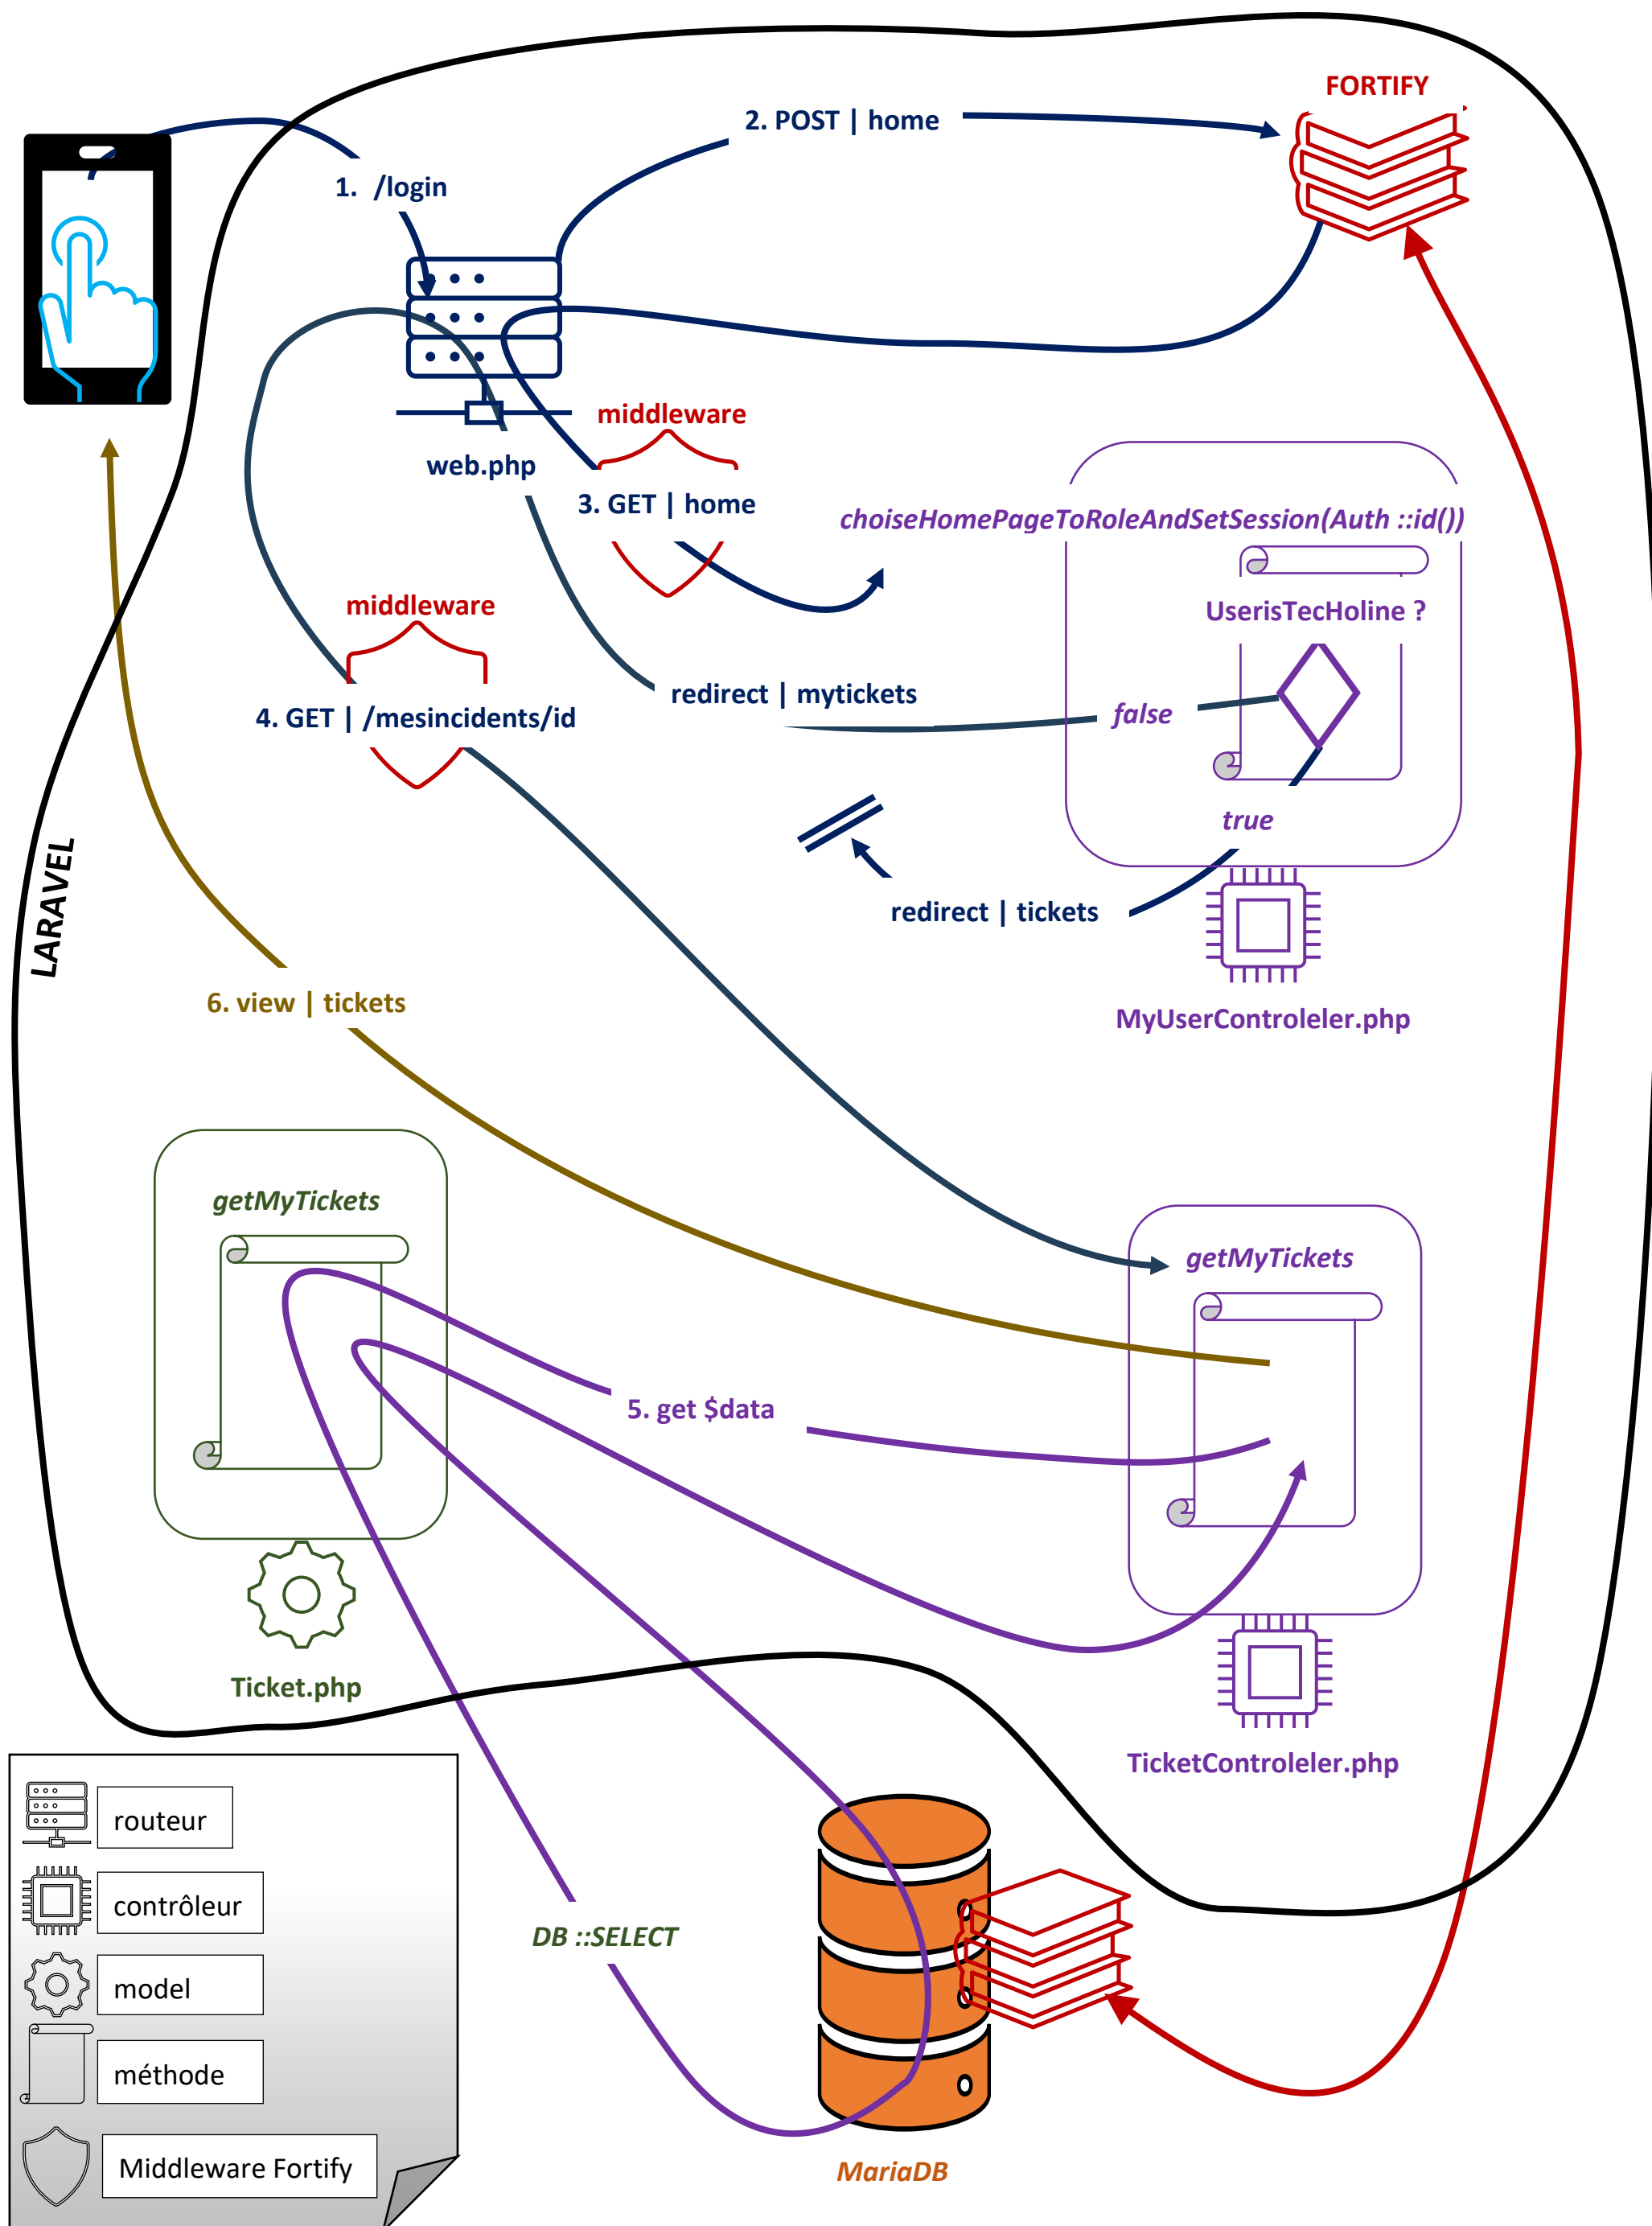 FORTIFY
2. POST | home
1. /login
middleware
web.php
3. GET | home
choiseHomePageToRoleAndSetSession(Auth ::id())
UserisTecHoline ?
middleware
redirect | mytickets
4. GET | /mesincidents/id
false
true
LARAVEL
redirect | tickets
6. view | tickets
MyUserControleler.php
getMyTickets
getMyTickets
5. get $data
Ticket.php
TicketControleler.php
routeur
contrôleur
DB ::SELECT
model
méthode
Middleware Fortify
MariaDB